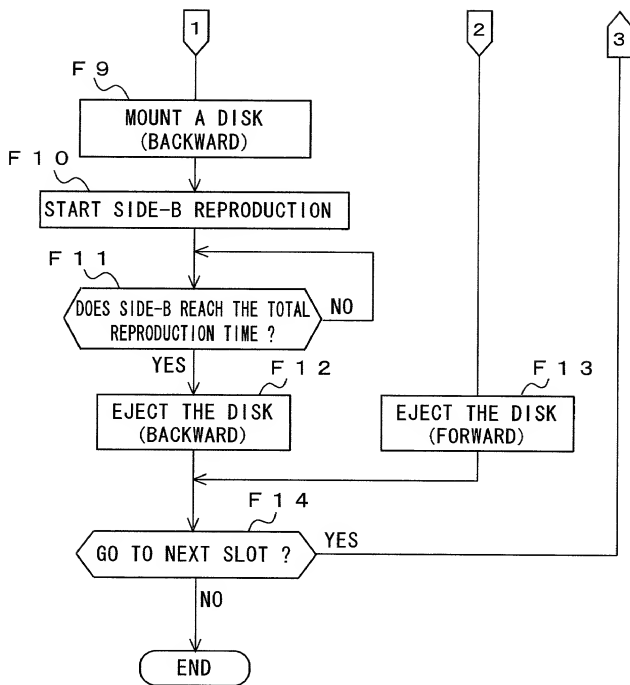 1
2
3
F 9
MOUNT A DISK
(BACKWARD)
F 1 0
START SIDE-B REPRODUCTION
F 1 1
DOES SIDE-B REACH THE TOTAL
REPRODUCTION TIME ?
NO
YES
F 1 2
EJECT THE DISK
(BACKWARD)
F 1 3
EJECT THE DISK
(FORWARD)
F 1 4
GO TO NEXT SLOT ?
YES
NO
END